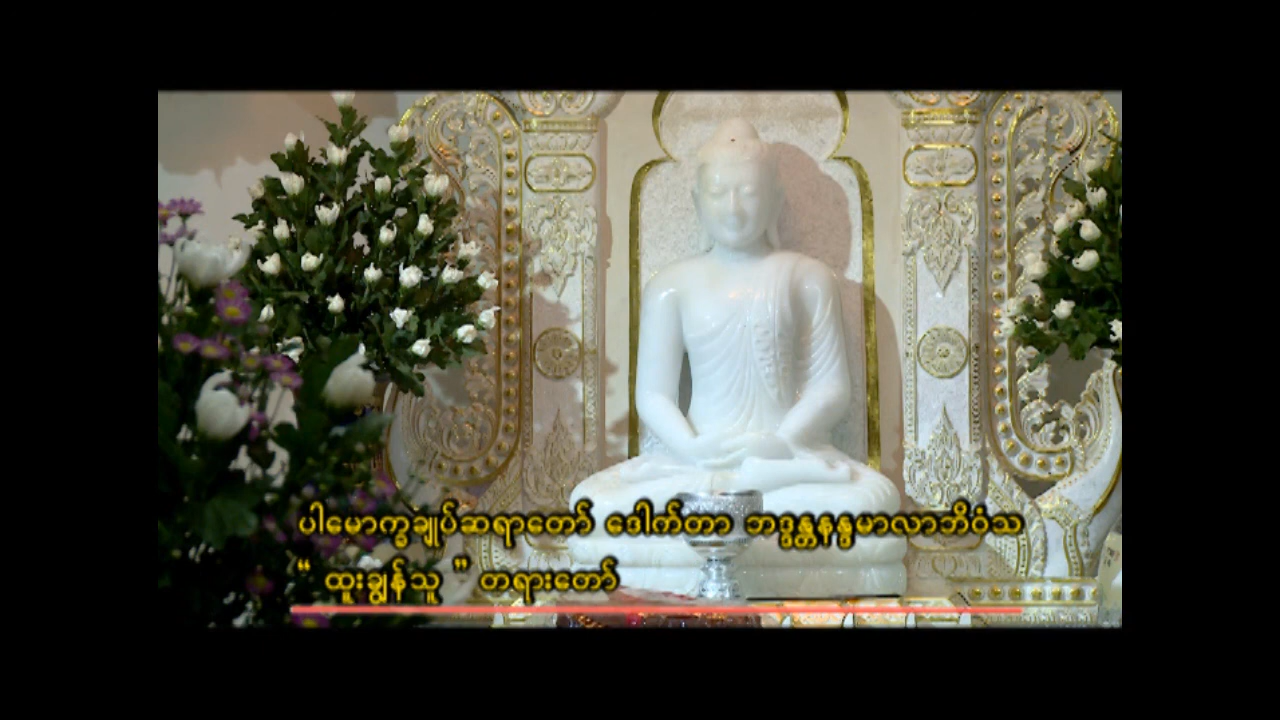 ပါမောက္ခချုပ်ဆရာတော် ဒေါက်တာ ဘဒ္ဒန္တနန္ဒမာလာဘိဝံသ
“ ထူးချွန်သူ ” တရားတော်